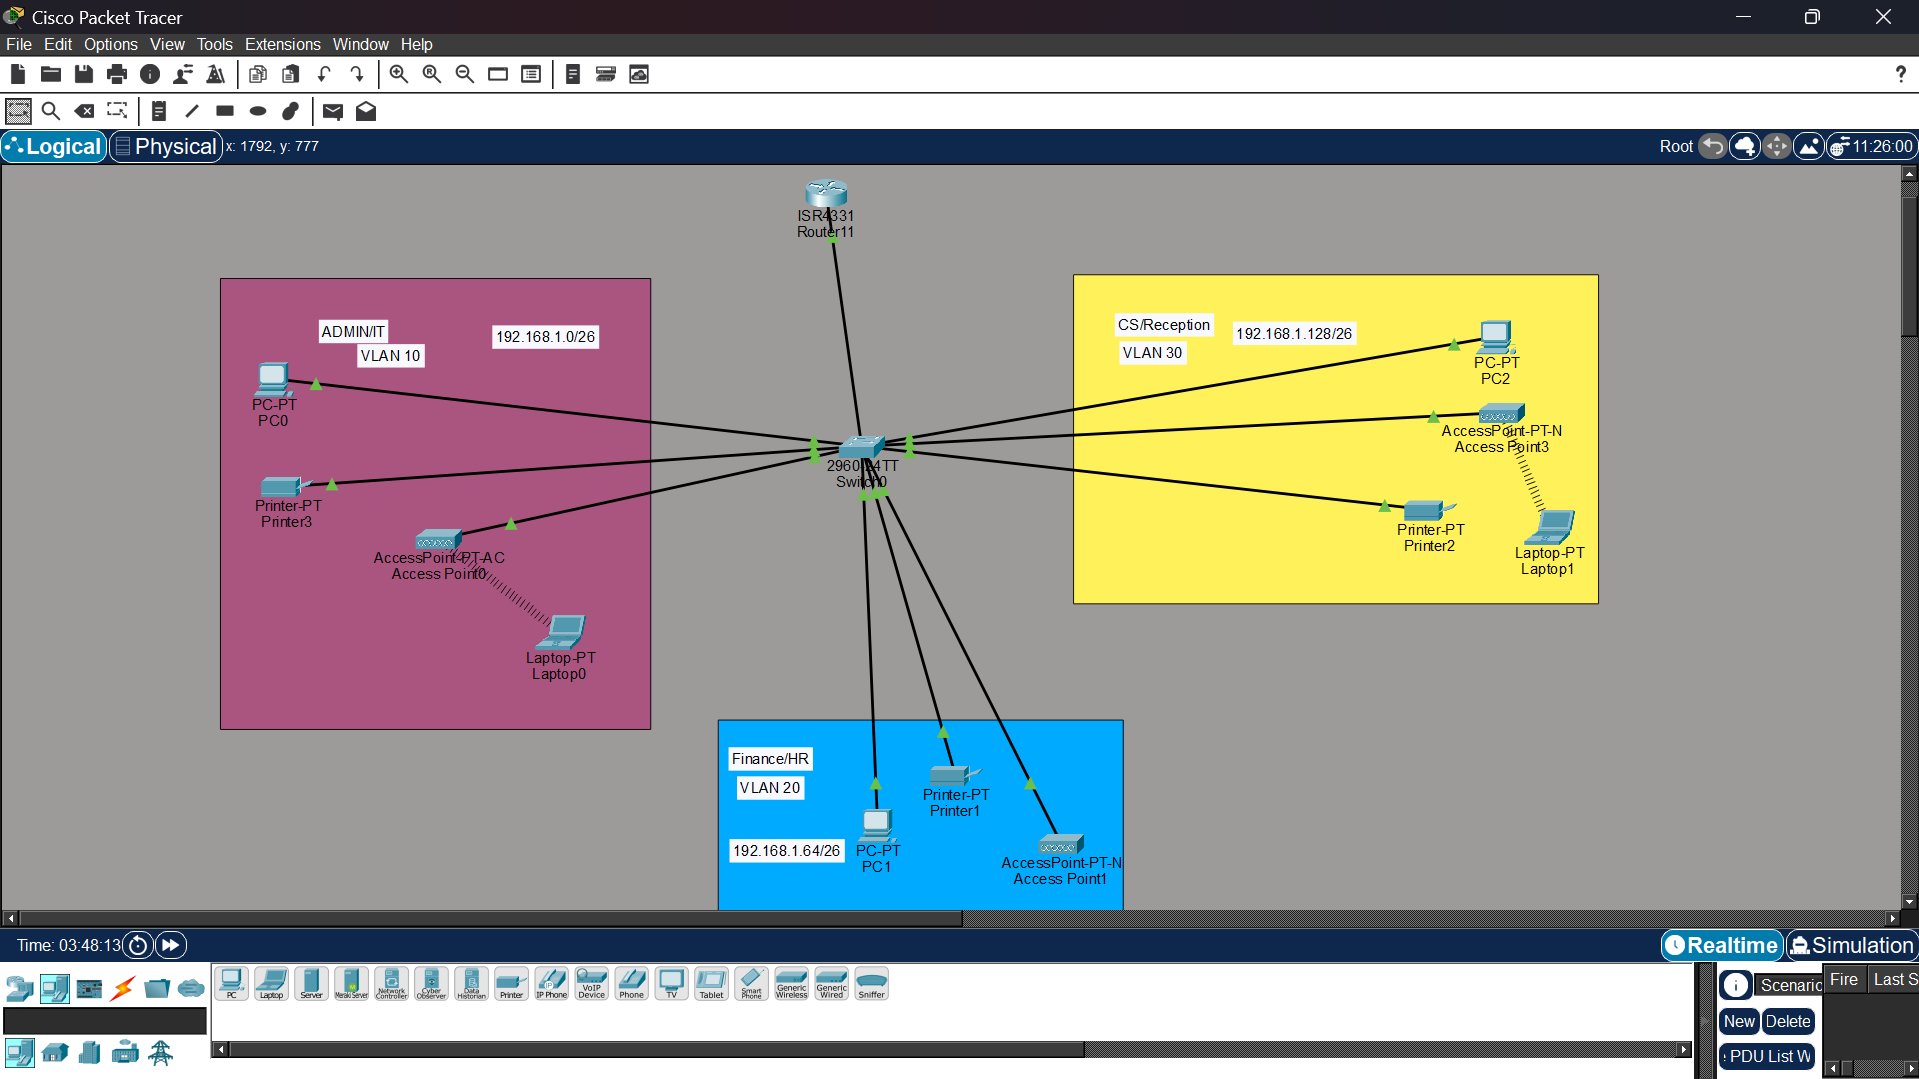 Cisco Packet Tracer
File Edit Options View Tools Extensions Window Help
?
Logical Physical x: 1792, y: 777 Root 11:26:00
ISR4331
Router11
ADMIN/IT
VLAN 10
192.168.1.0/26
PC-PT
PC0
Printer-PT
Printer3
AccessPoint-PT-AC
Access Point0
Laptop-PT
Laptop0
2960-24TT
Switch0
CS/Reception
VLAN 30
192.168.1.128/26
PC-PT
PC2
AccessPoint-PT-N
Access Point3
Printer-PT
Printer2
Laptop-PT
Laptop1
Finance/HR
VLAN 20
192.168.1.64/26
PC-PT
PC1
Printer-PT
Printer1
AccessPoint-PT-N
Access Point1
Time: 03:48:13 Realtime Simulation
PC Laptop Server Meraki Server Network Controller Cyber Observer Data Historian Printer IP Phone VoIP Device Phone TV Tablet Smart Phone Generic Wireless Generic Wired Sniffer
Scenario Fire Last S
New Delete
PDU List W